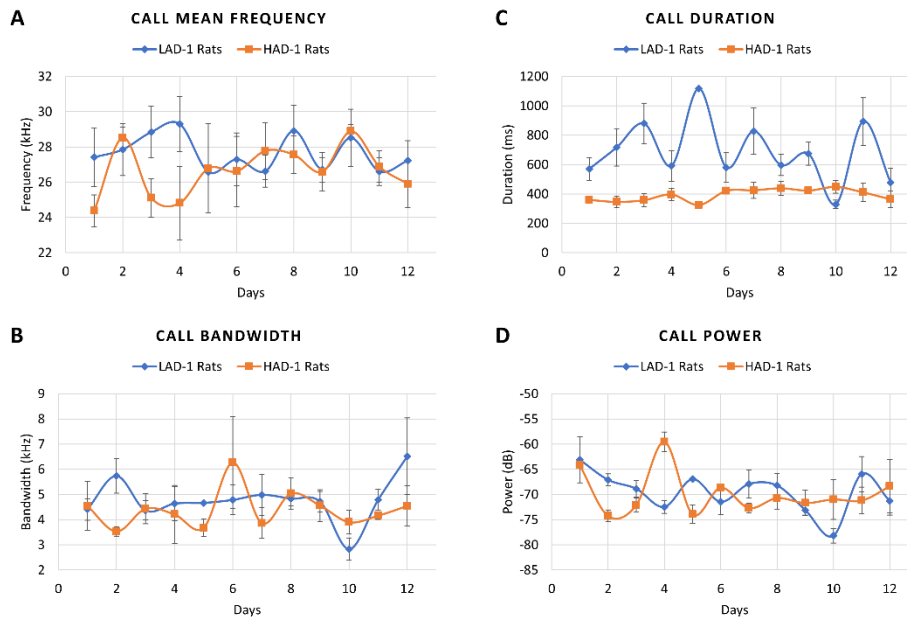 A
CALL MEAN FREQUENCY
LAD-1 Rats HAD-1 Rats
32
30
28
26
24
22
Frequency (kHz)
0 2 4 6 8 10 12
Days
B
CALL BANDWIDTH
LAD-1 Rats HAD-1 Rats
9
8
7
6
5
4
3
2
Bandwidth (kHz)
0 2 4 6 8 10 12
Days
C
CALL DURATION
LAD-1 Rats HAD-1 Rats
1200
1000
800
600
400
200
0
Duration (ms)
0 2 4 6 8 10 12
Days
D
CALL POWER
LAD-1 Rats HAD-1 Rats
-50
-55
-60
-65
-70
-75
-80
-85
Power (dB)
0 2 4 6 8 10 12
Days